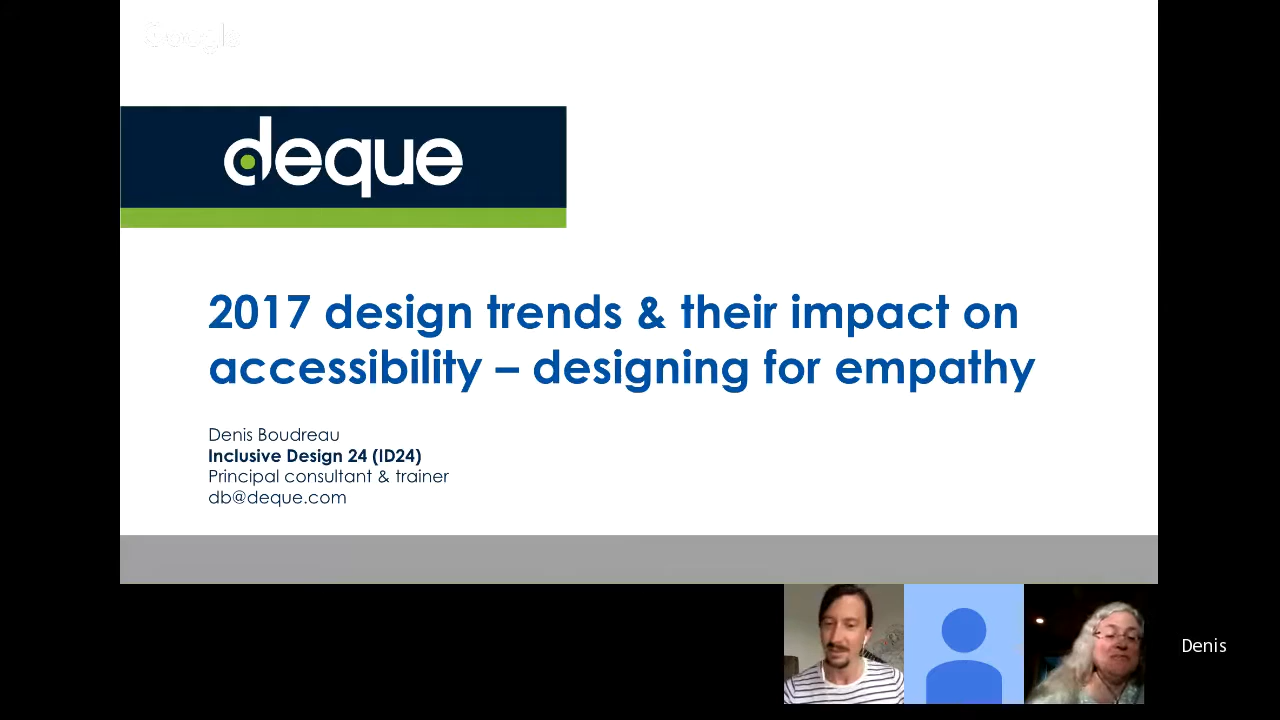 Google
deque
2017 design trends & their impact on
accessibility – designing for empathy
Denis Boudreau
Inclusive Design 24 (ID24)
Principal consultant & trainer
db@deque.com
Denis